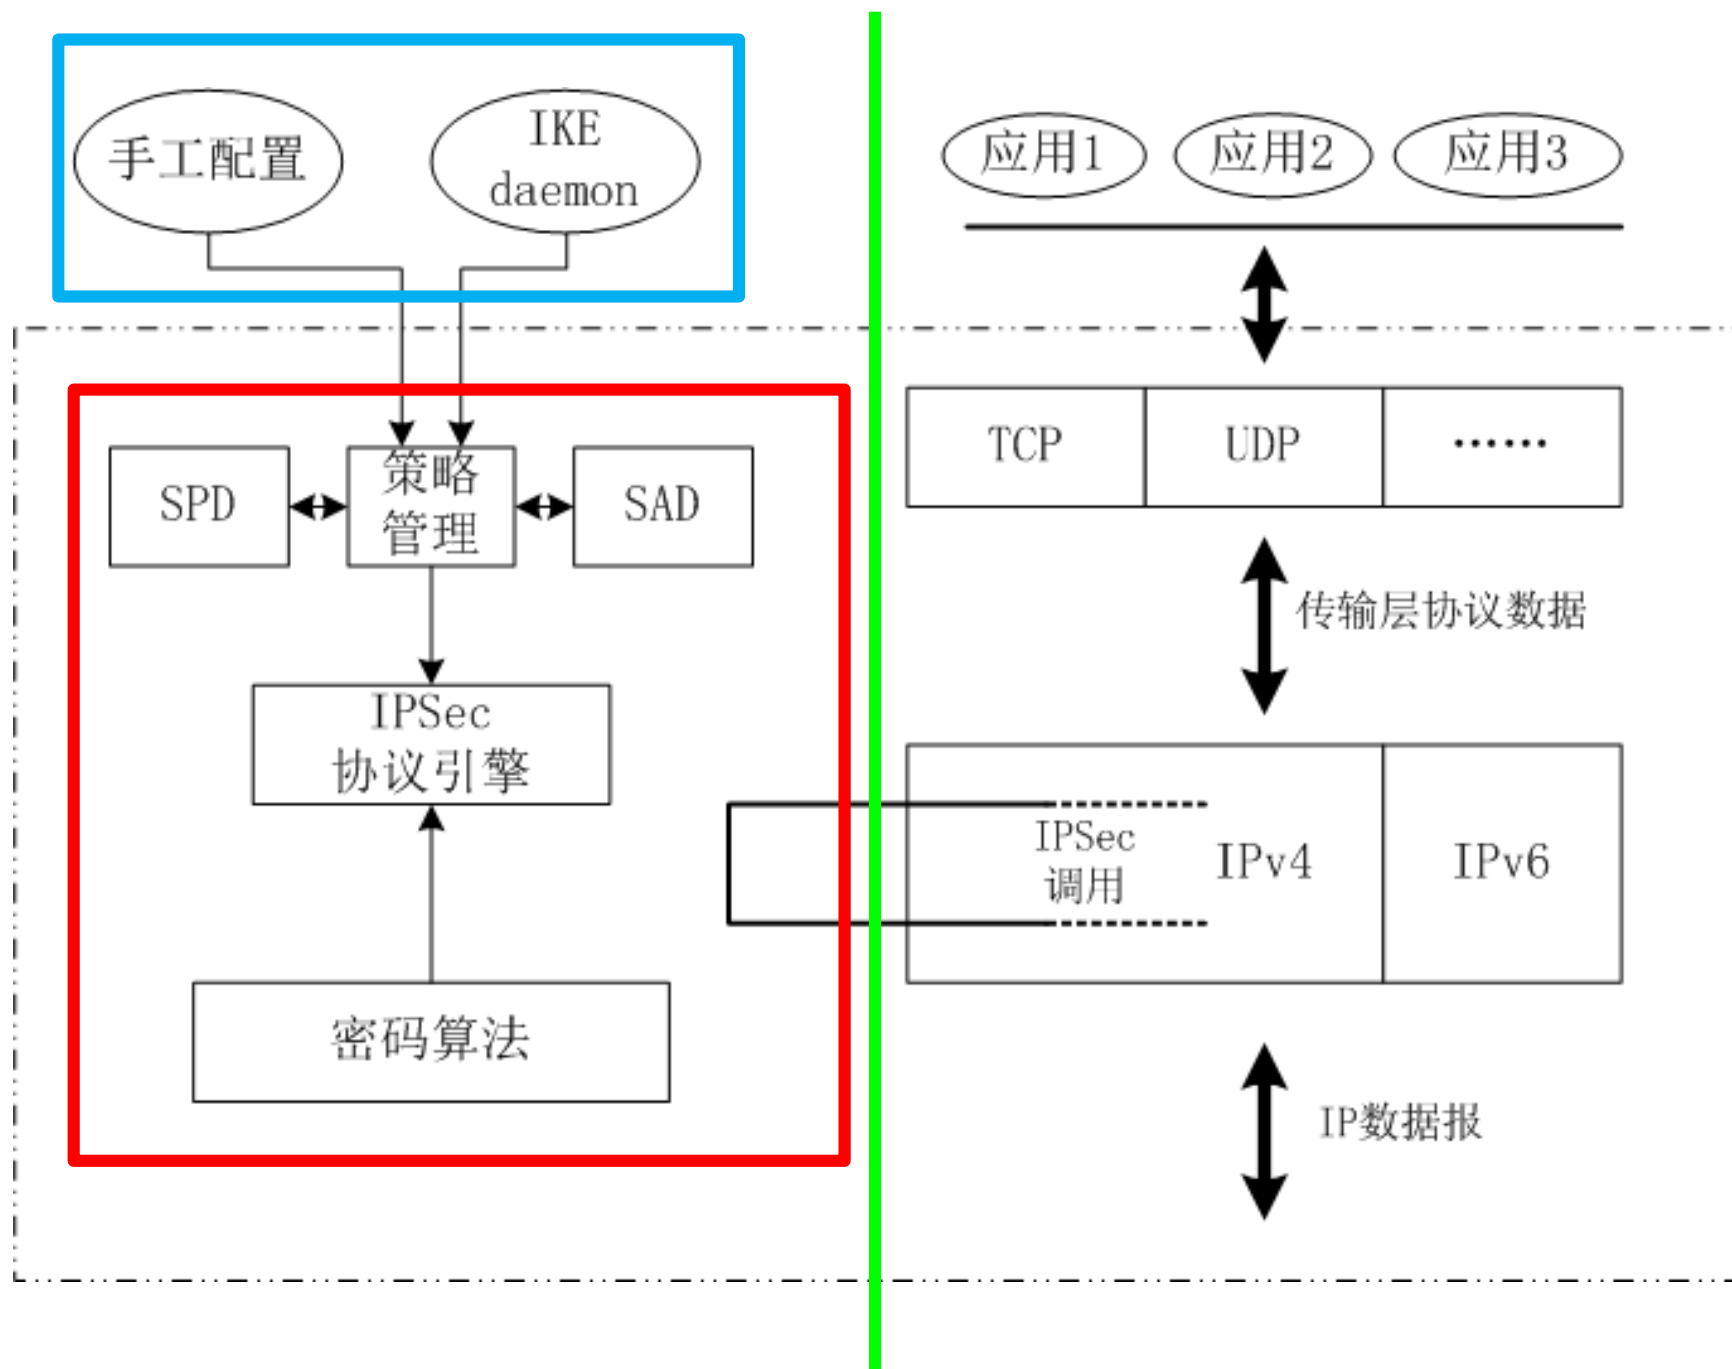 手工配置
IKE
daemon
应用1
应用2
应用3
SPD
策略
管理
SAD
TCP
UDP
······
传输层协议数据
IPSec
协议引擎
IPSec
调用
IPv4
IPv6
密码算法
IP数据报